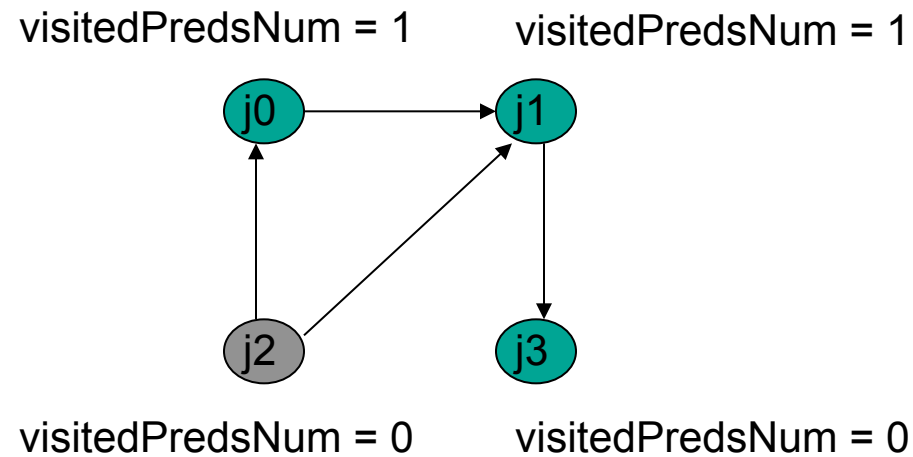 visitedPredsNum = 1
visitedPredsNum = 1
j0
j1
j2
j3
visitedPredsNum = 0
visitedPredsNum = 0